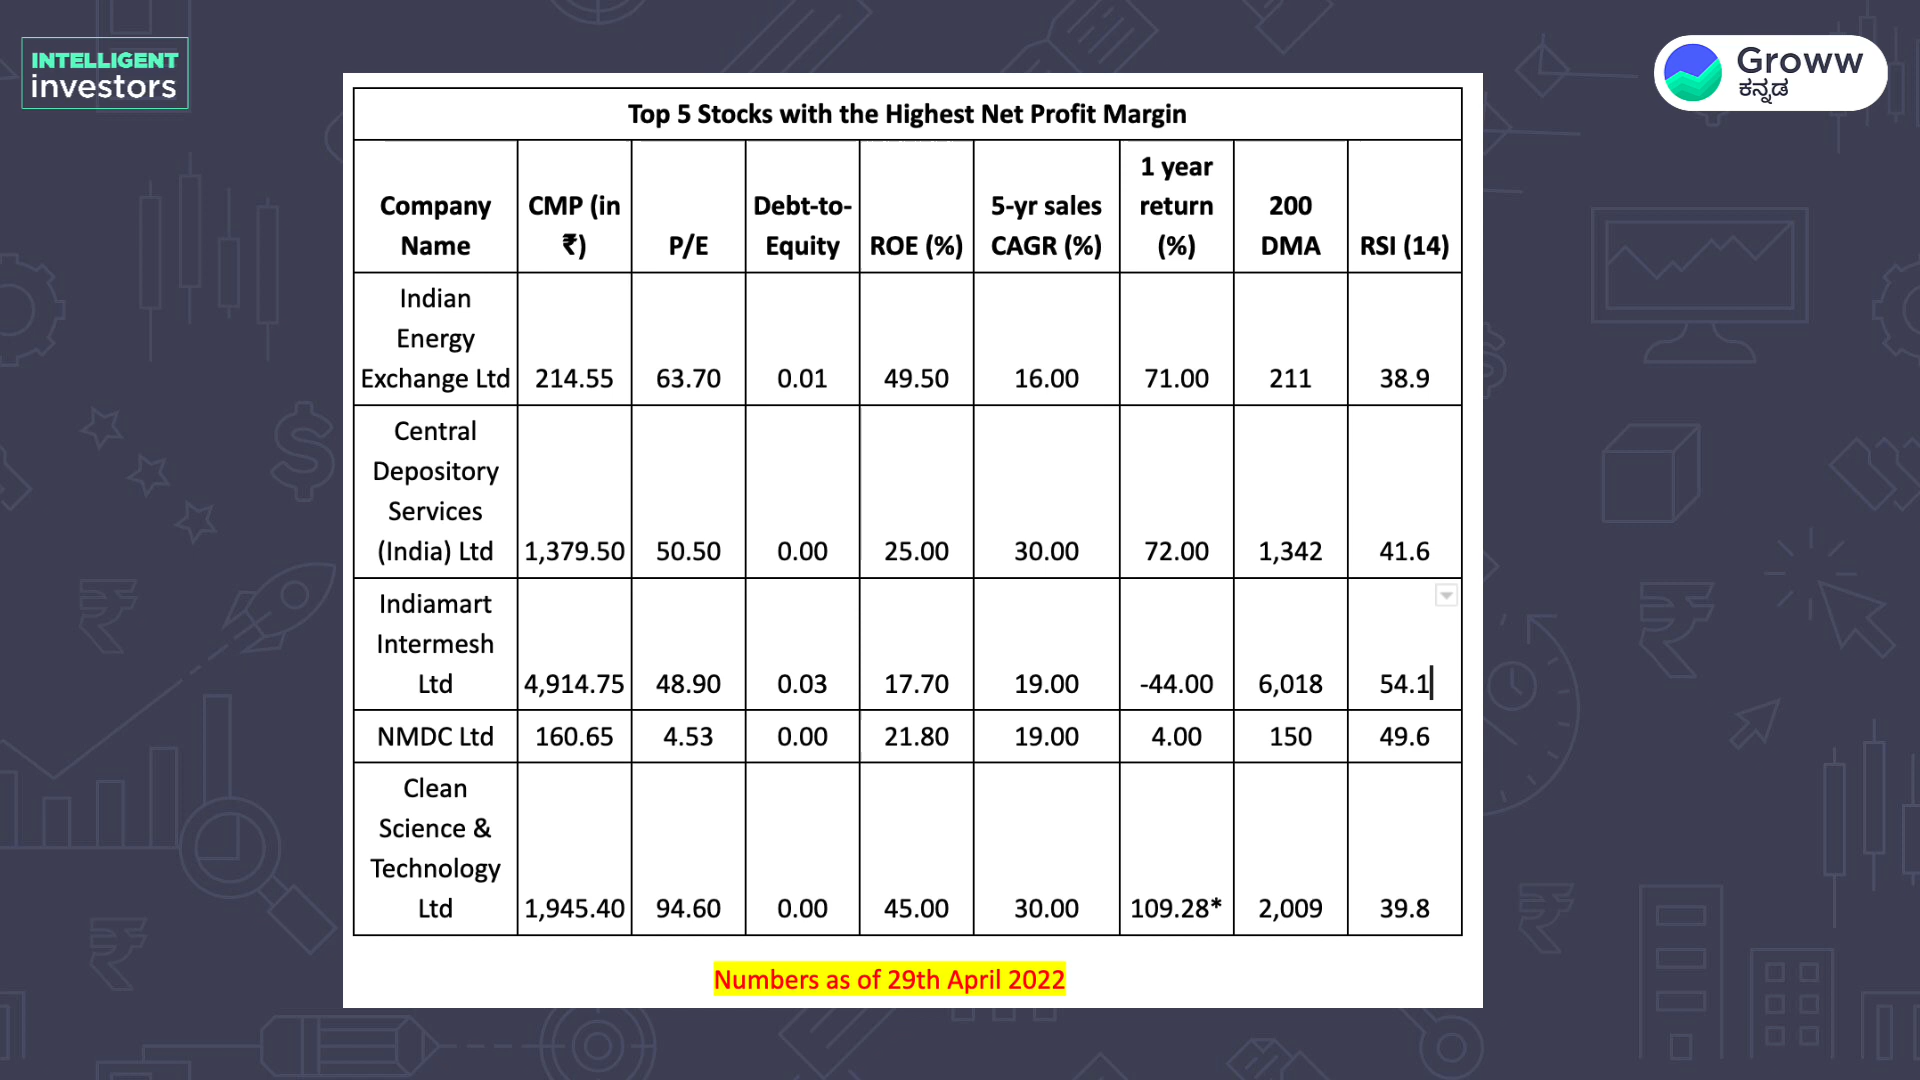 INTELLIGENT
investors
Groww
ಕನ್ನಡ
Top 5 Stocks with the Highest Net Profit Margin
Company Name CMP (in ₹) P/E Debt-to-Equity ROE (%) 5-yr sales CAGR (%) 1 year return (%) 200 DMA RSI (14)
Indian Energy Exchange Ltd 214.55 63.70 0.01 49.50 16.00 71.00 211 38.9
Central Depository Services (India) Ltd 1,379.50 50.50 0.00 25.00 30.00 72.00 1,342 41.6
Indiamart Intermesh Ltd 4,914.75 48.90 0.03 17.70 19.00 -44.00 6,018 54.1
NMDC Ltd 160.65 4.53 0.00 21.80 19.00 4.00 150 49.6
Clean Science & Technology Ltd 1,945.40 94.60 0.00 45.00 30.00 109.28* 2,009 39.8
Numbers as of 29th April 2022